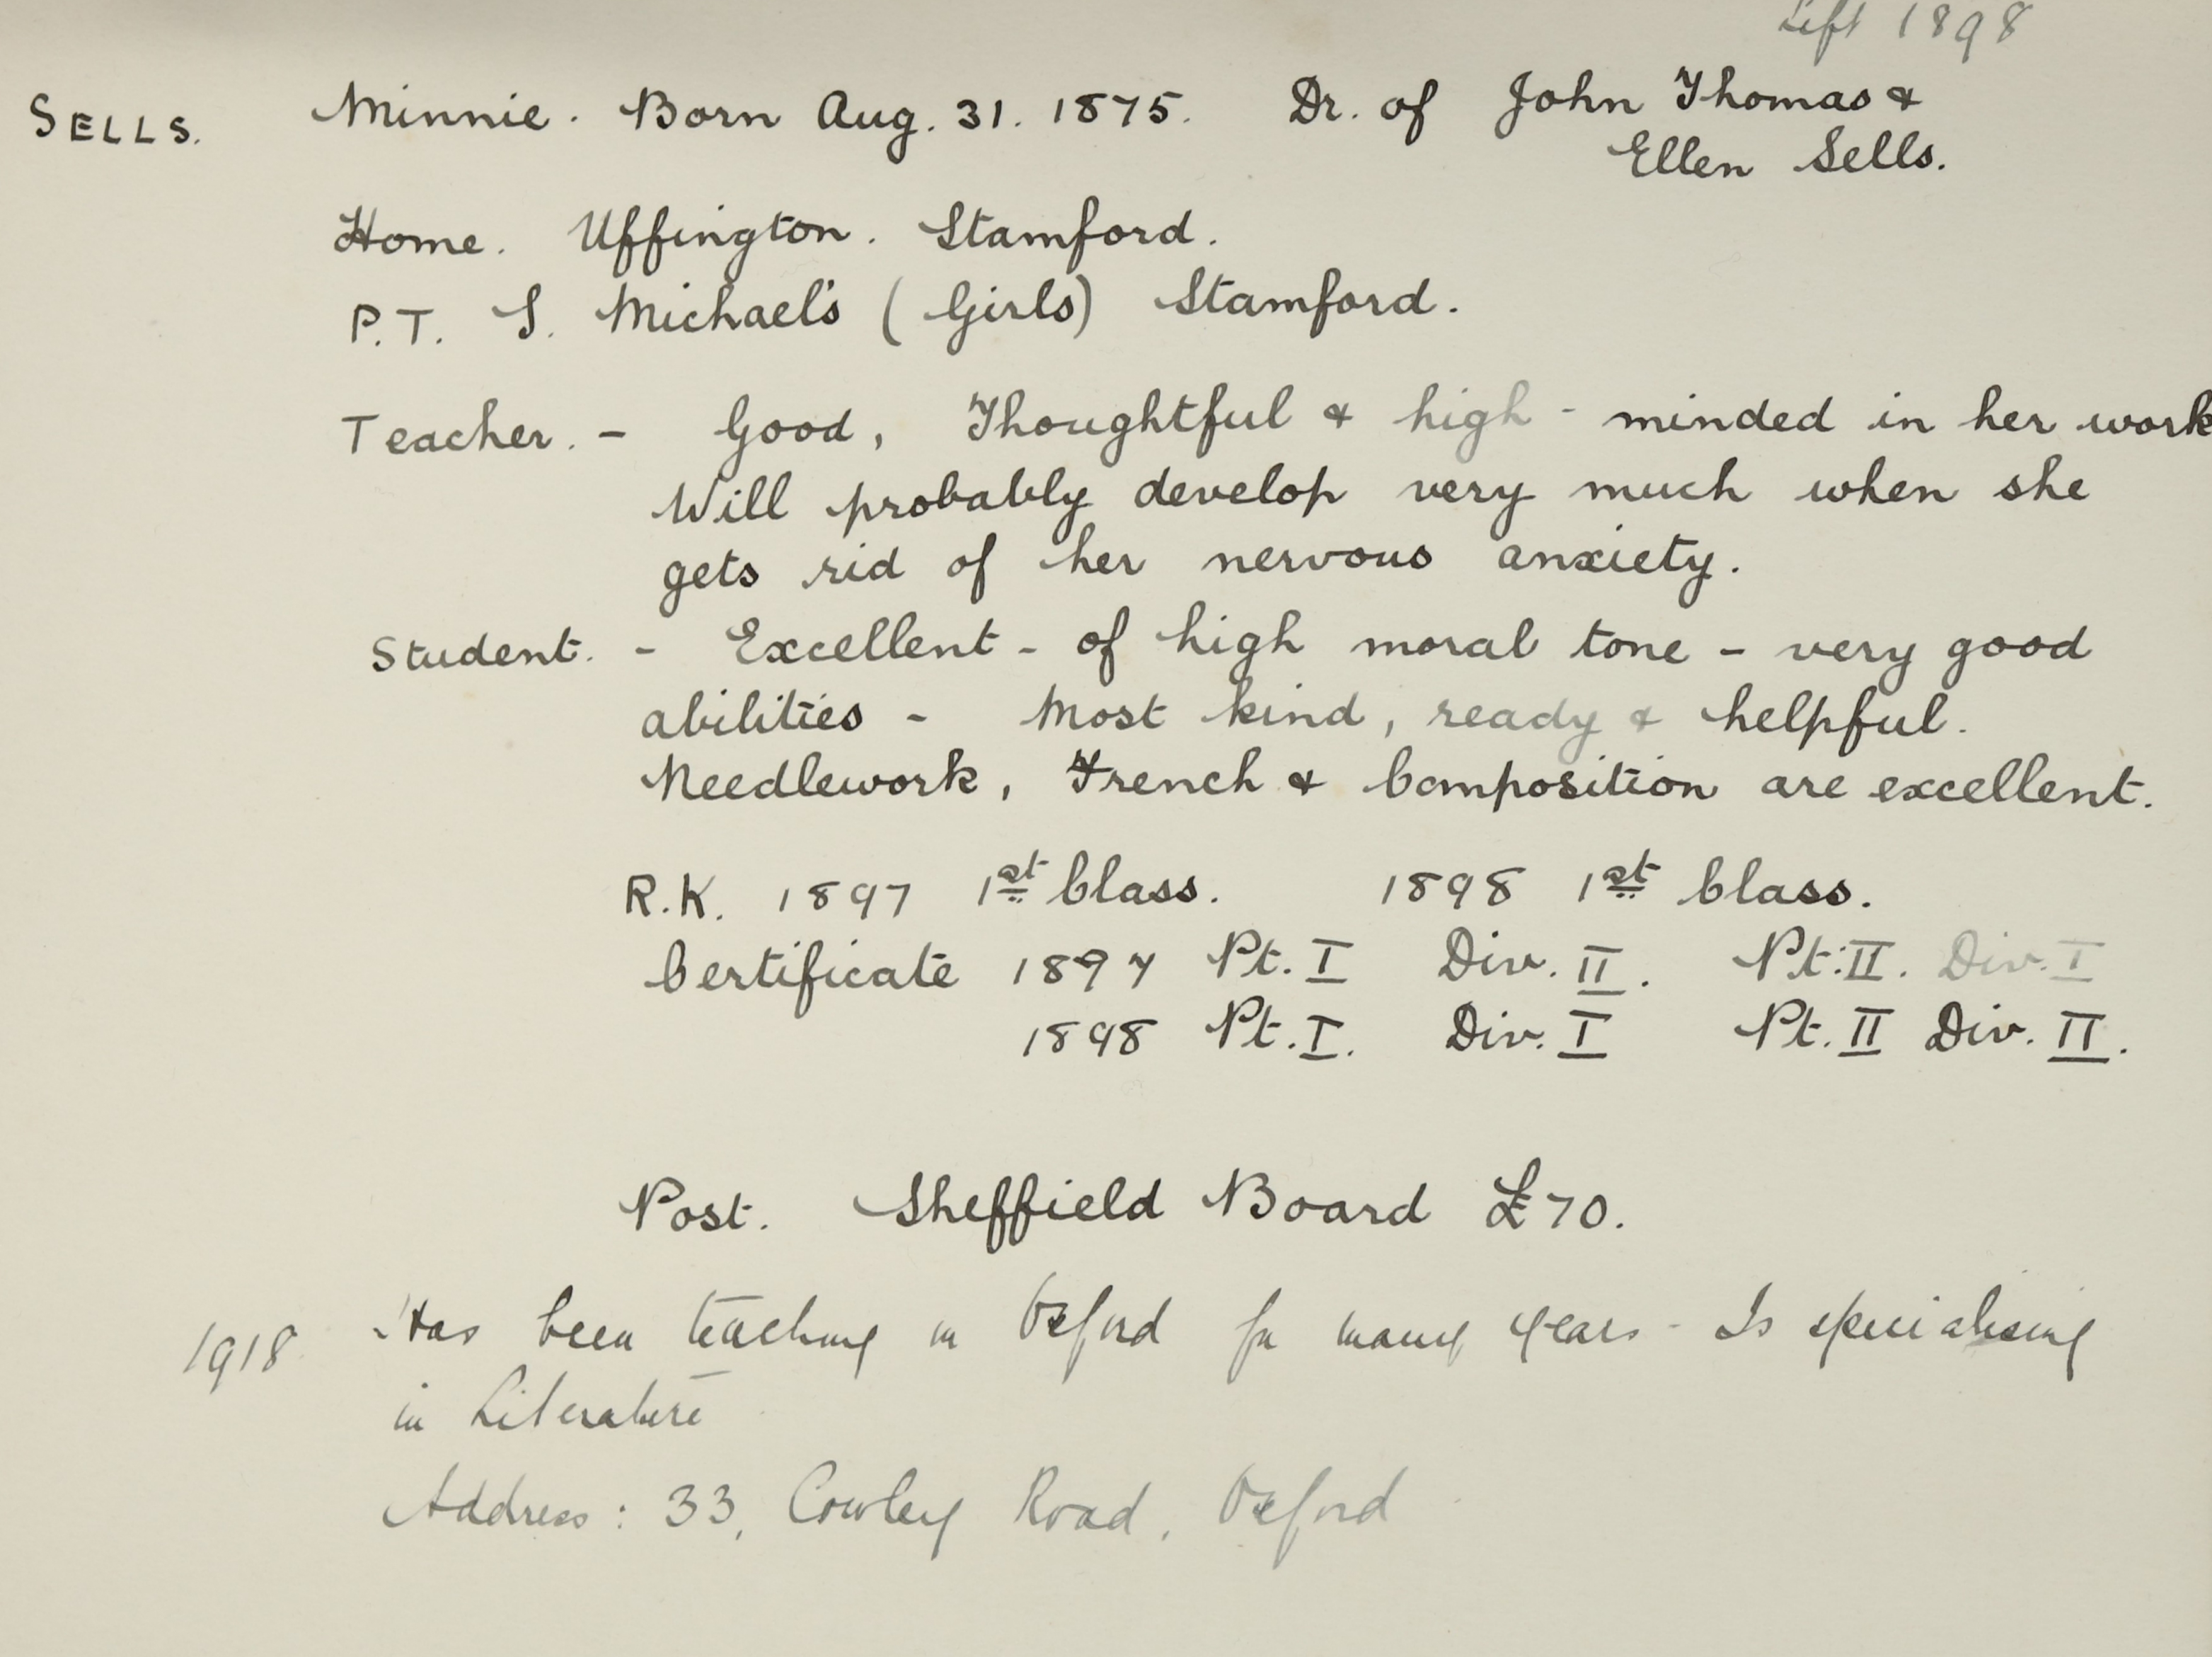 Left 1898
SELLS. Minnie. Born Aug. 31. 1875. Dr. of John Thomas &
Ellen Sells.
Home. Uffington. Stamford.
P.T. S. Michael's (Girls) Stamford.
Teacher. - Good, Thoughtful & high-minded in her work
Will probably develop very much when she
gets rid of her nervous anxiety.
Student. - Excellent - of high moral tone - very good
abilities - Most kind, ready & helpful.
Needlework, French & Composition are excellent.
R.K. 1897 1st Class. 1898 1st Class.
Certificate 1897 Pt. I Div. II. Pt. II. Div. I
1898 Pt. I. Div. I Pt. II Div. II.
Post. Sheffield Board £70.
1918 Has been teaching in Oxford for many years - Is specialising
in Literature
Address: 33, Cowley Road, Oxford